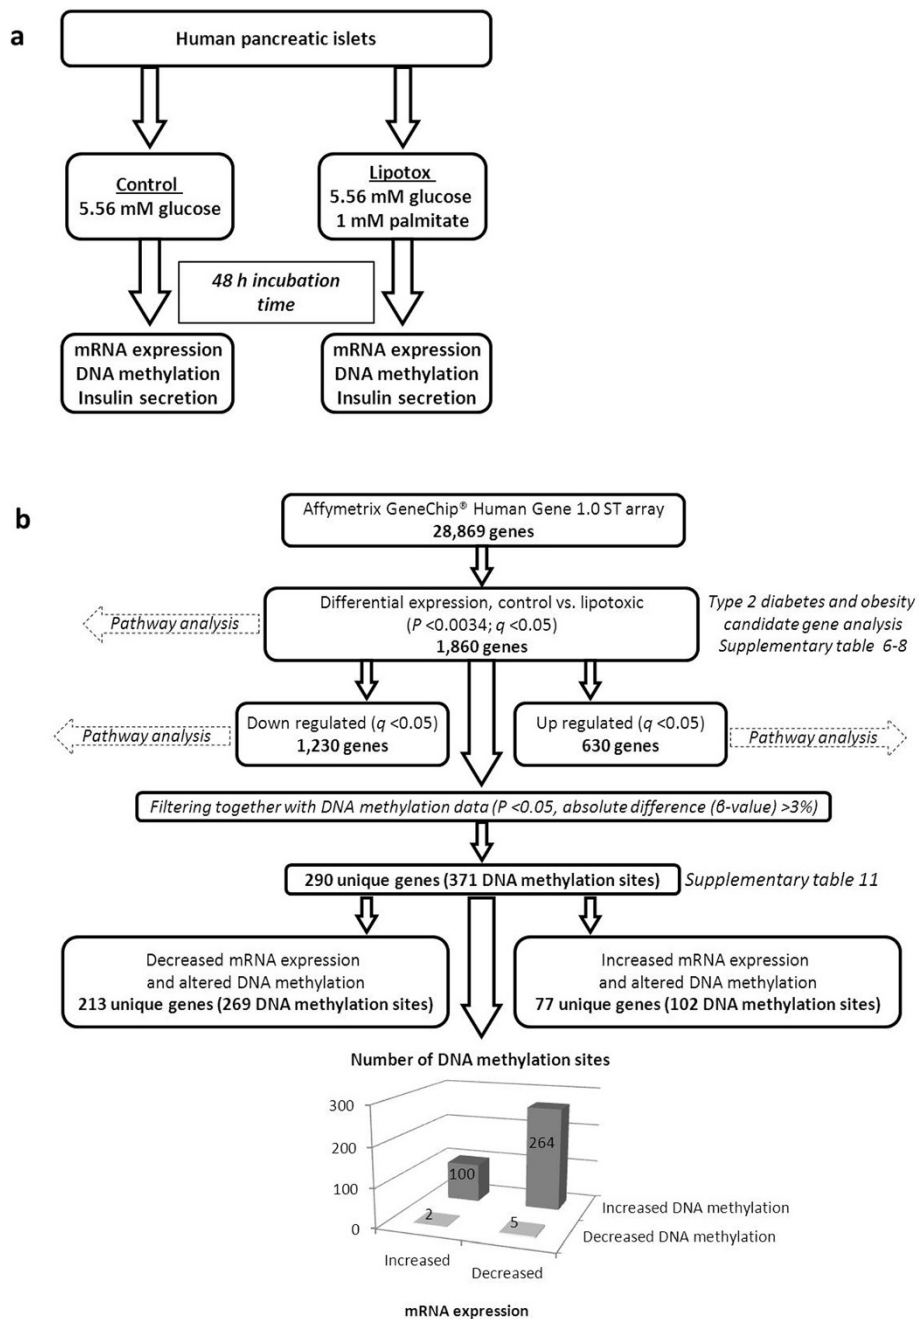 a
Human pancreatic islets
Control
5.56 mM glucose
Lipotox
5.56 mM glucose
1 mM palmitate
48 h incubation
time
mRNA expression
DNA methylation
Insulin secretion
mRNA expression
DNA methylation
Insulin secretion
b
Affymetrix GeneChip® Human Gene 1.0 ST array
28,869 genes
Pathway analysis
Differential expression, control vs. lipotoxic
(P <0.0034; q <0.05)
1,860 genes
Type 2 diabetes and obesity
candidate gene analysis
Supplementary table 6-8
Pathway analysis
Down regulated (q <0.05)
1,230 genes
Up regulated (q <0.05)
630 genes
Pathway analysis
Filtering together with DNA methylation data (P <0.05, absolute difference (β-value) >3%)
290 unique genes (371 DNA methylation sites)
Supplementary table 11
Decreased mRNA expression
and altered DNA methylation
213 unique genes (269 DNA methylation sites)
Increased mRNA expression
and altered DNA methylation
77 unique genes (102 DNA methylation sites)
Number of DNA methylation sites
300
200
100
0
100
264
2
5
Increased DNA methylation
Decreased DNA methylation
Increased
Decreased
mRNA expression